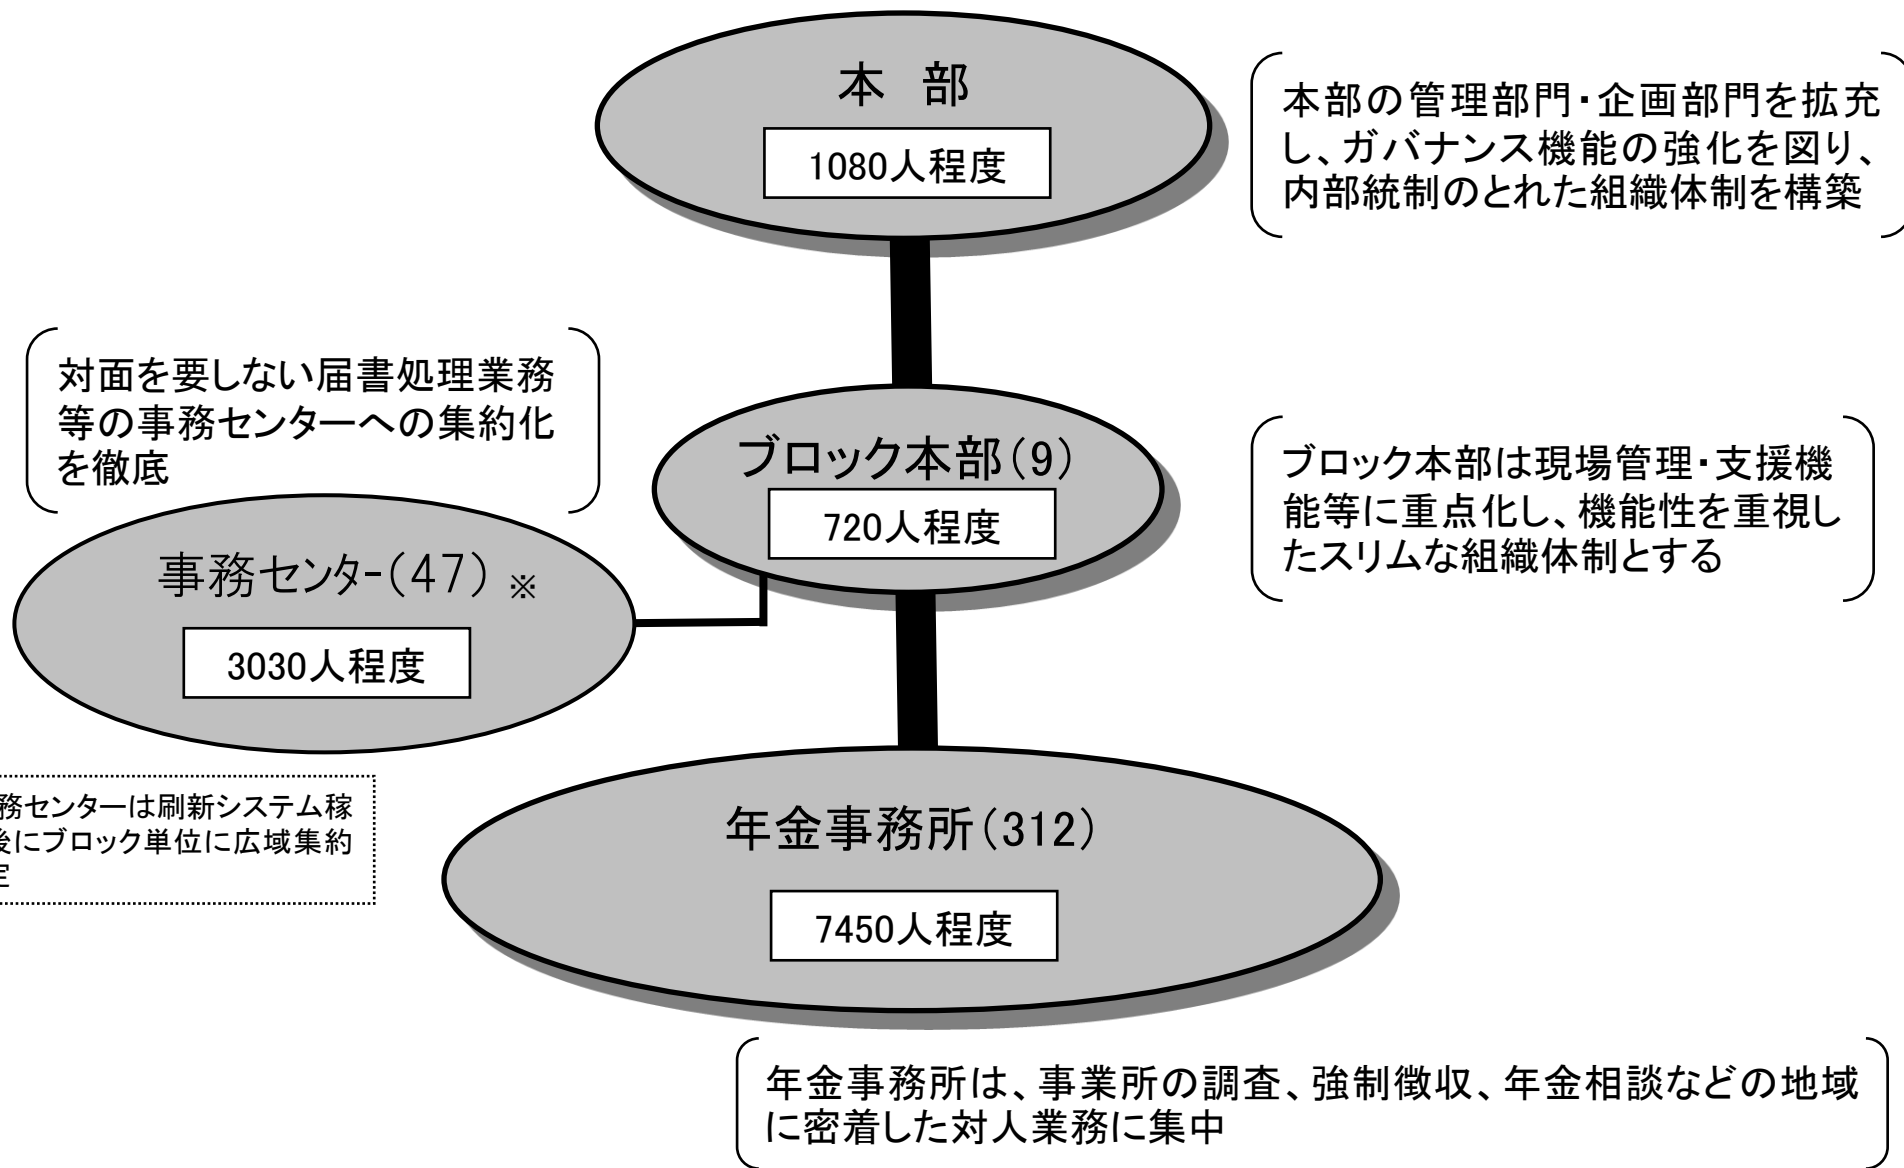 本　部
1080人程度
本部の管理部門・企画部門を拡充
し、ガバナンス機能の強化を図り、
内部統制のとれた組織体制を構築
対面を要しない届書処理業務
等の事務センターへの集約化
を徹底
ブロック本部(9)
720人程度
ブロック本部は現場管理・支援機
能等に重点化し、機能性を重視し
たスリムな組織体制とする
事務センター(47) ※
3030人程度
務センターは刷新システム稼
後にブロック単位に広域集約
定
年金事務所(312)
7450人程度
年金事務所は、事業所の調査、強制徴収、年金相談などの地域
に密着した対人業務に集中